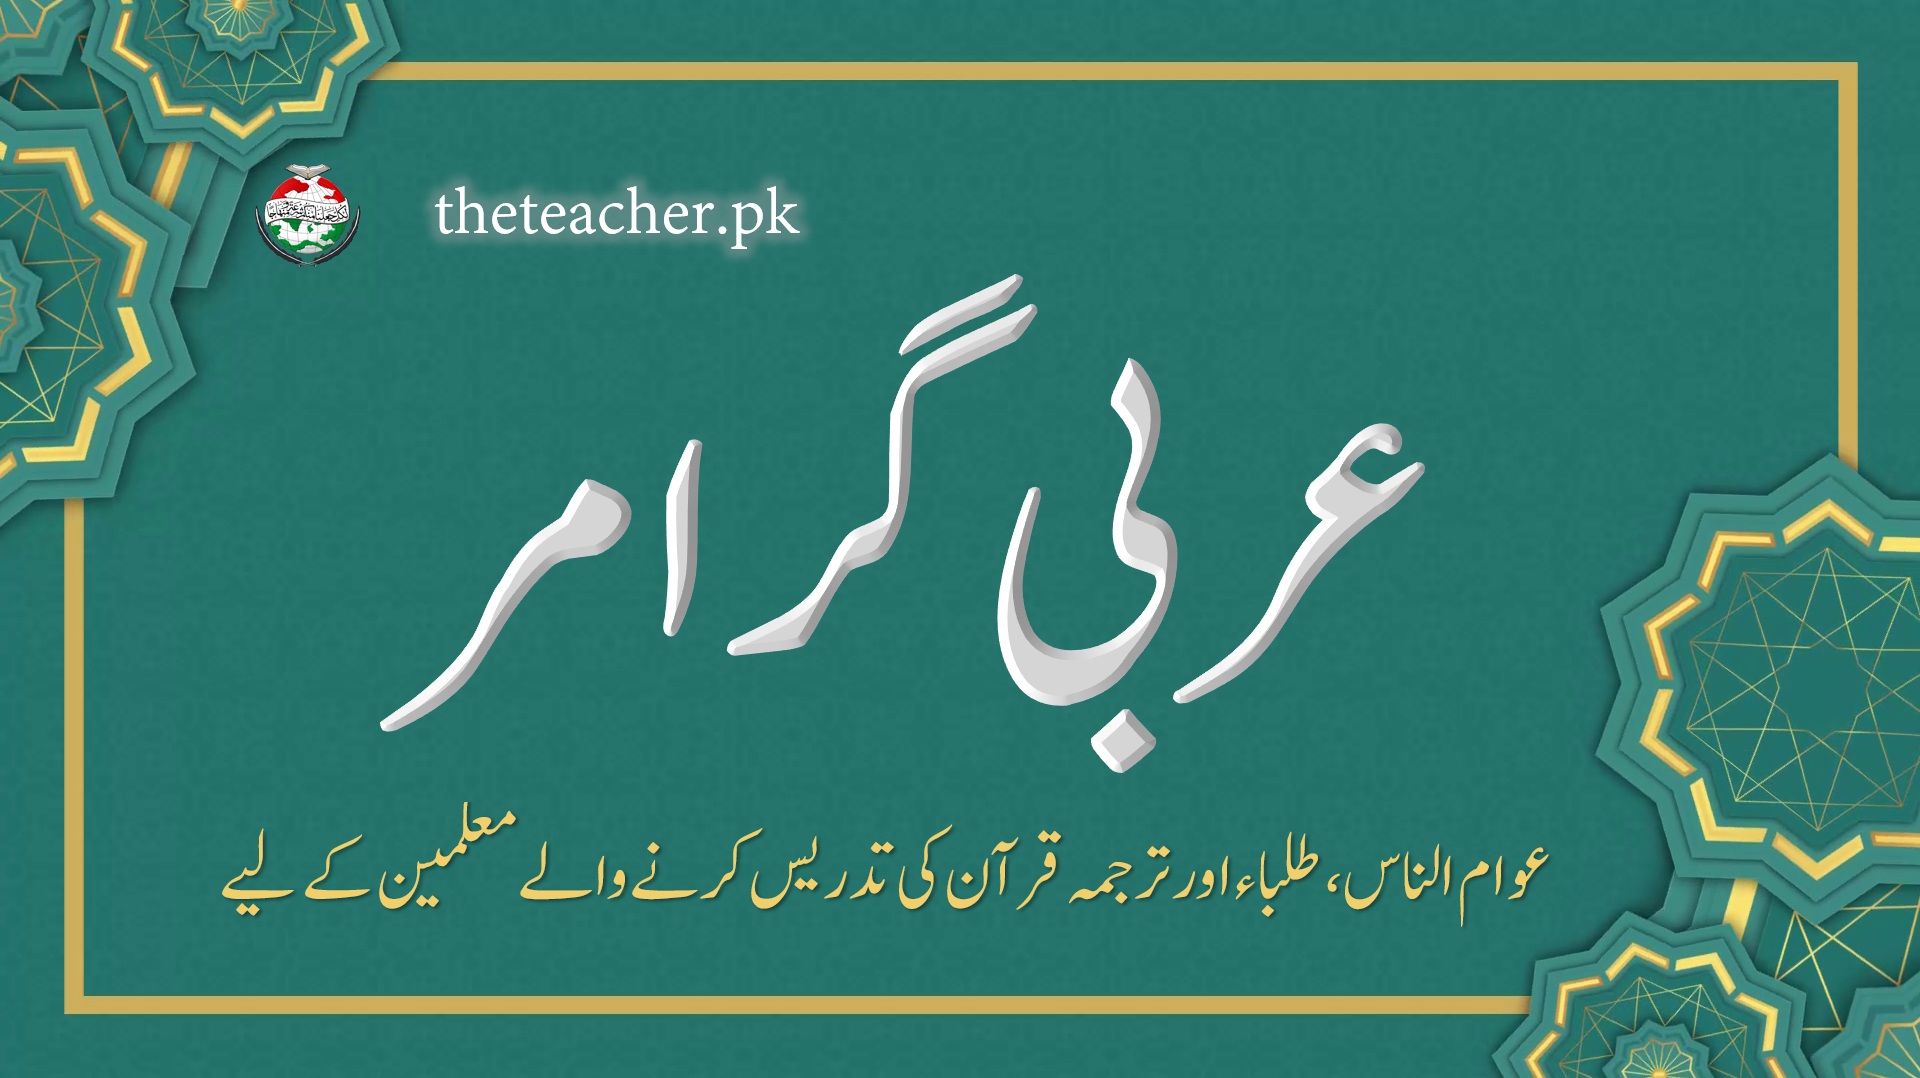 theteacher.pk
عربی گرامر
عوام الناس، طلباء اور ترجمہ قرآن کی تدریس کرنے والے معلمین کے لیے